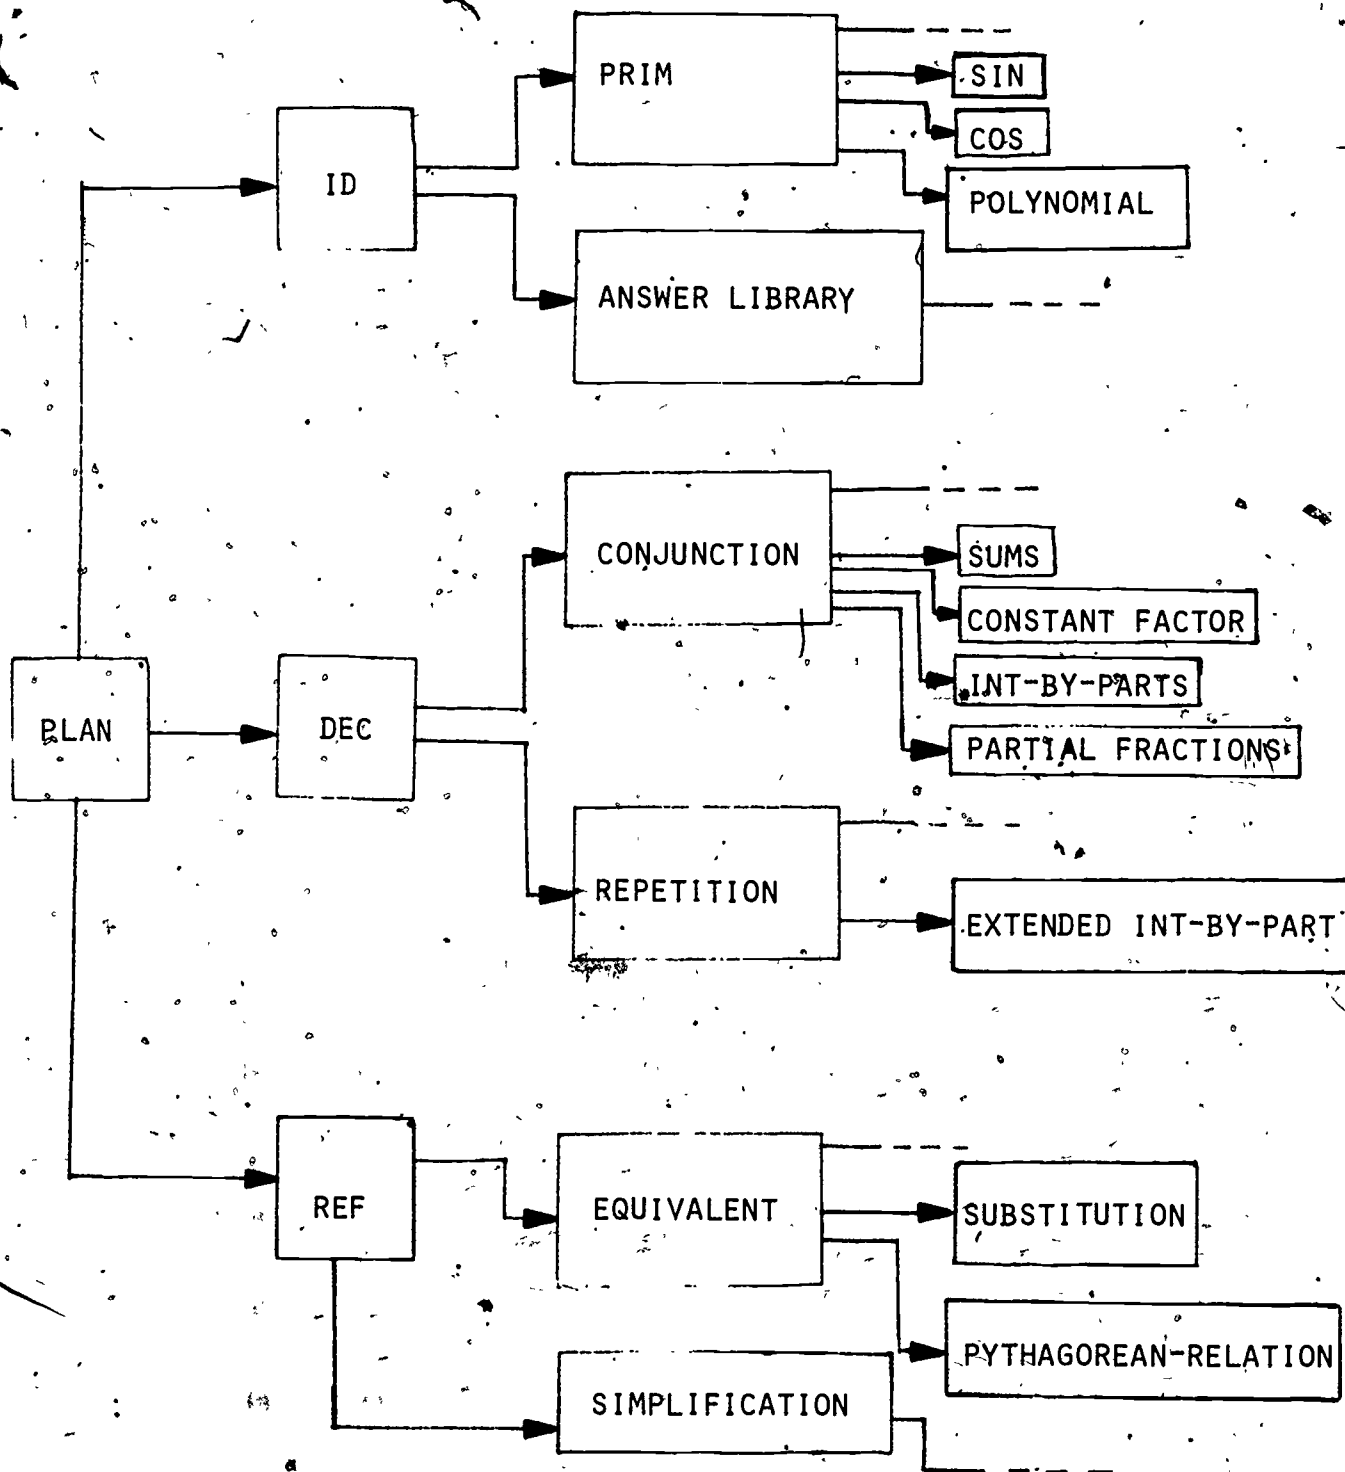 PRIM
SIN
COS
ID
POLYNOMIAL
ANSWER LIBRARY
CONJUNCTION
SUMS
CONSTANT FACTOR
INT-BY-PARTS
PLAN
DEC
PARTIAL FRACTIONS
REPETITION
EXTENDED INT-BY-PART
REF
EQUIVALENT
SUBSTITUTION
PYTHAGOREAN-RELATION
SIMPLIFICATION